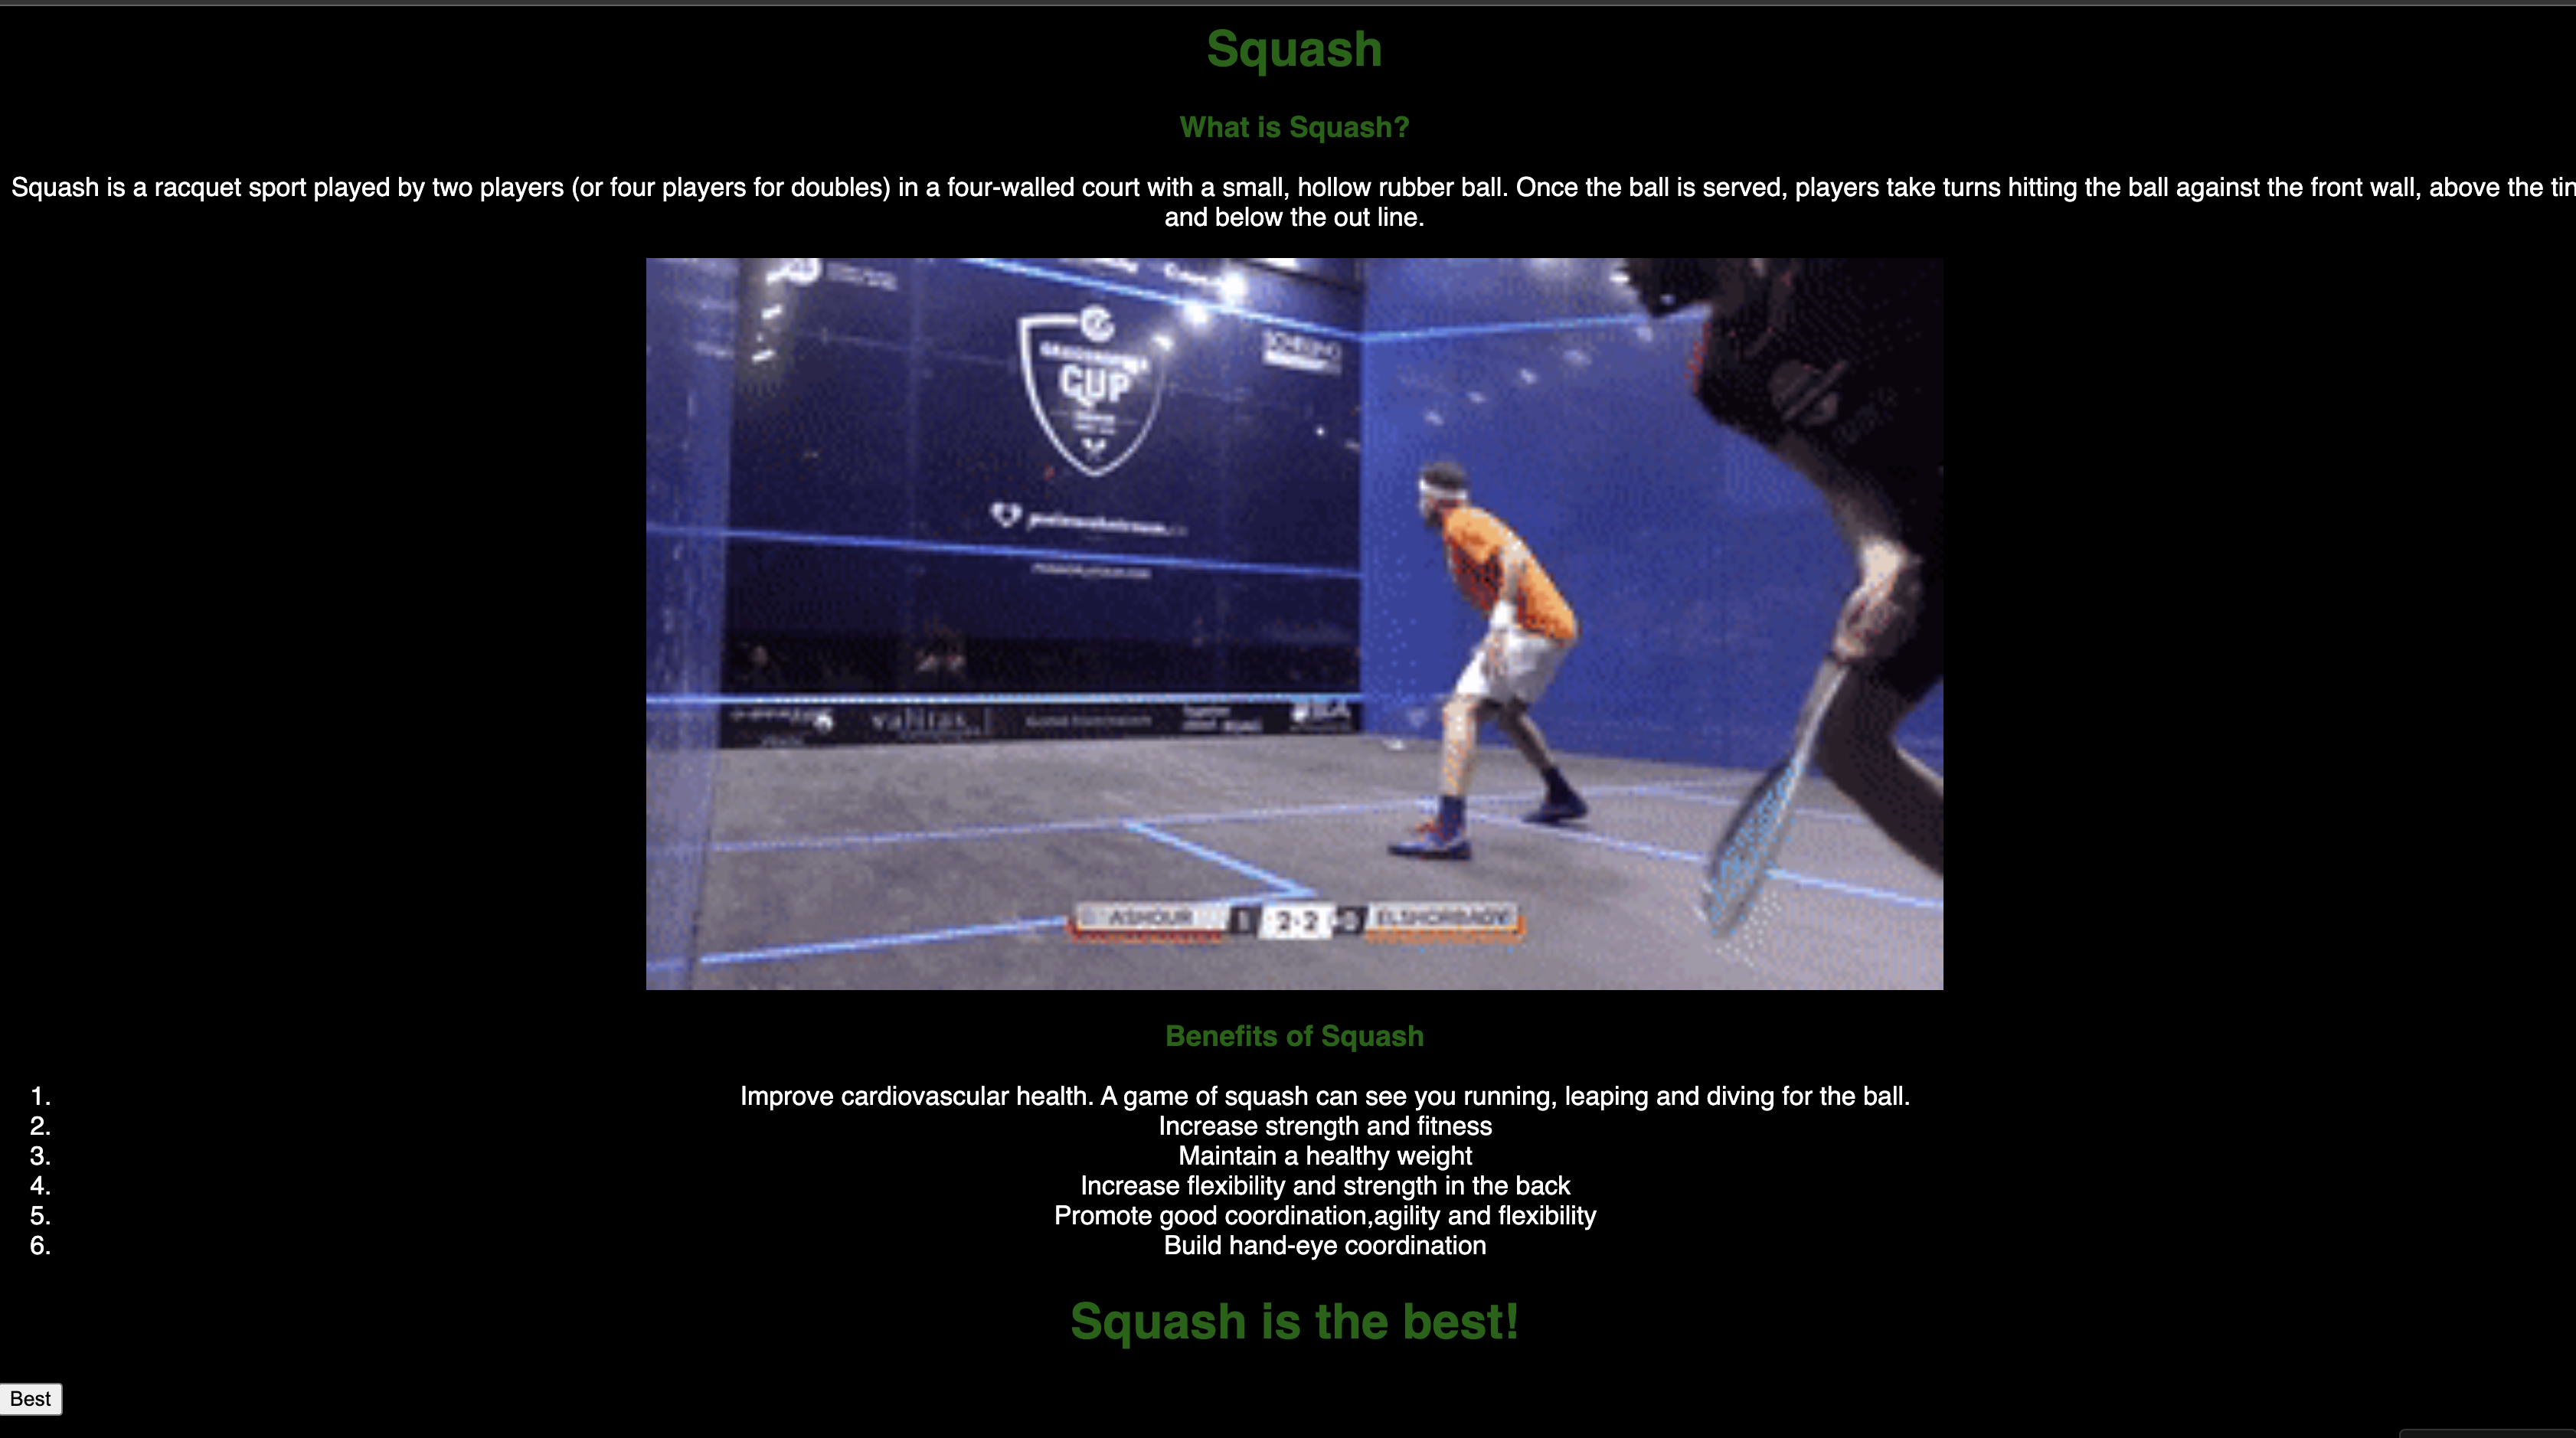 Squash
What is Squash?
Squash is a racquet sport played by two players (or four players for doubles) in a four-walled court with a small, hollow rubber ball. Once the ball is served, players take turns hitting the ball against the front wall, above the tin
and below the out line.
CUP
ASHOUR 2-2 ELSHORBAGY
Benefits of Squash
1. Improve cardiovascular health. A game of squash can see you running, leaping and diving for the ball.
2. Increase strength and fitness
3. Maintain a healthy weight
4. Increase flexibility and strength in the back
5. Promote good coordination,agility and flexibility
6. Build hand-eye coordination
Squash is the best!
Best